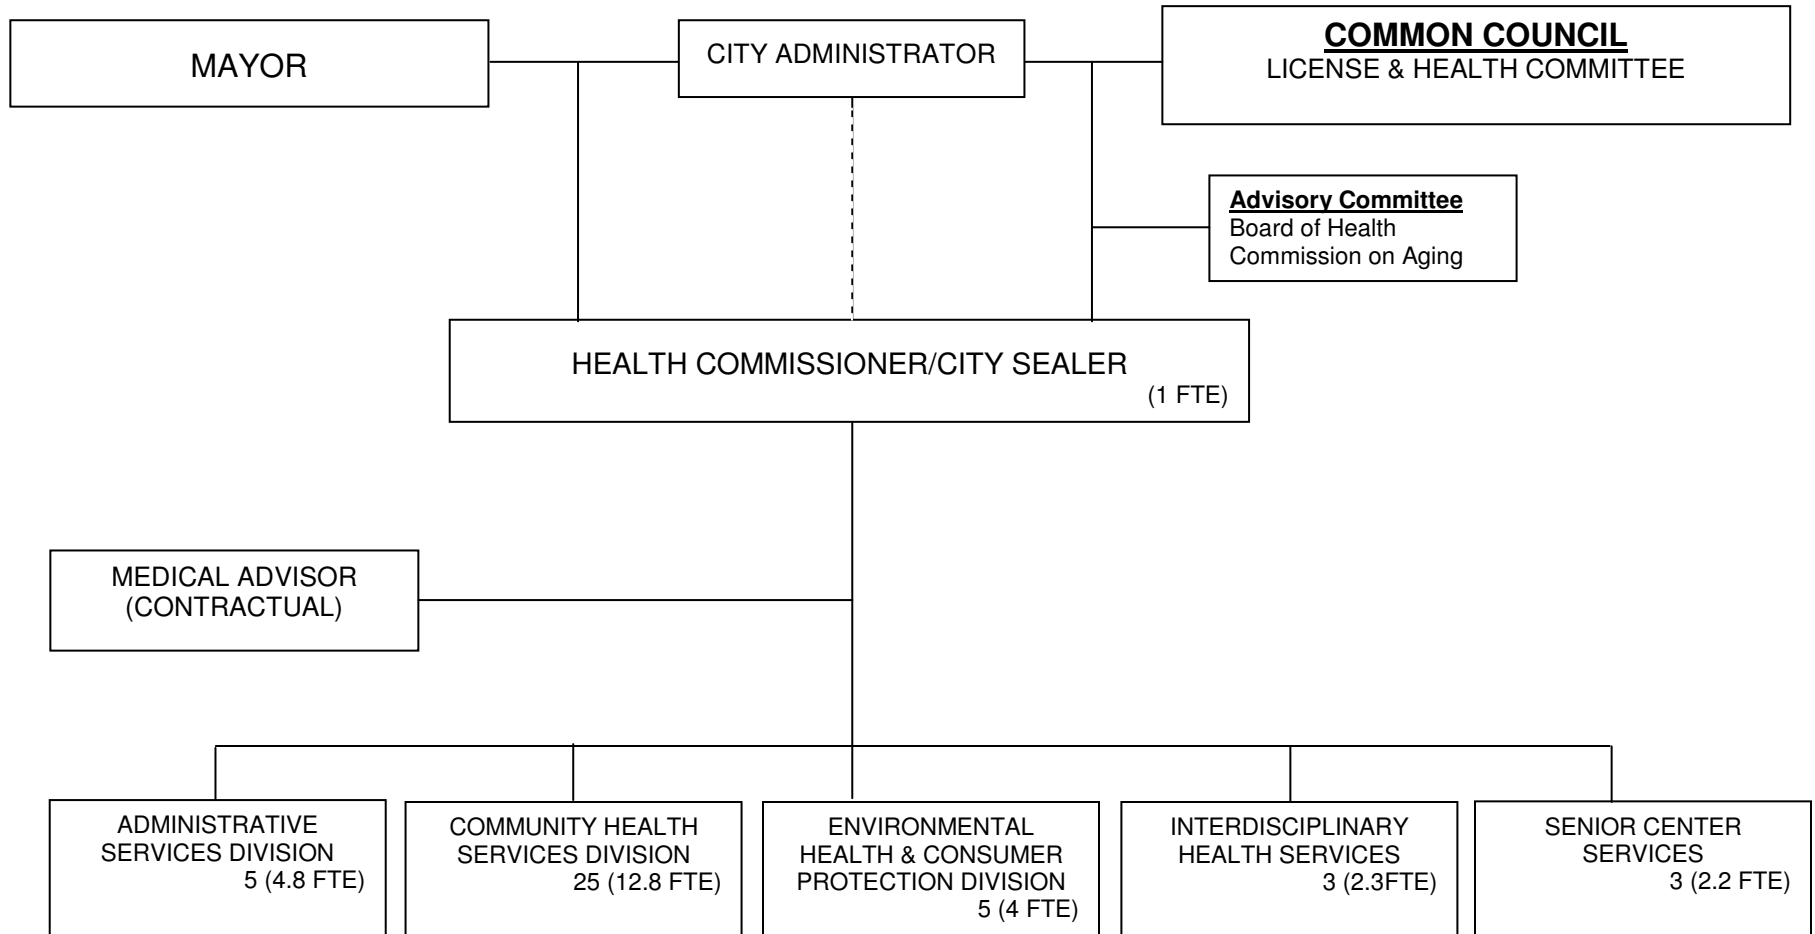 MAYOR
CITY ADMINISTRATOR
COMMON COUNCIL
LICENSE & HEALTH COMMITTEE
Advisory Committee
Board of Health
Commission on Aging
HEALTH COMMISSIONER/CITY SEALER
(1 FTE)
MEDICAL ADVISOR
(CONTRACTUAL)
ADMINISTRATIVE
SERVICES DIVISION
5 (4.8 FTE)
COMMUNITY HEALTH
SERVICES DIVISION
25 (12.8 FTE)
ENVIRONMENTAL
HEALTH & CONSUMER
PROTECTION DIVISION
5 (4 FTE)
INTERDISCIPLINARY
HEALTH SERVICES
3 (2.3FTE)
SENIOR CENTER
SERVICES
3 (2.2 FTE)